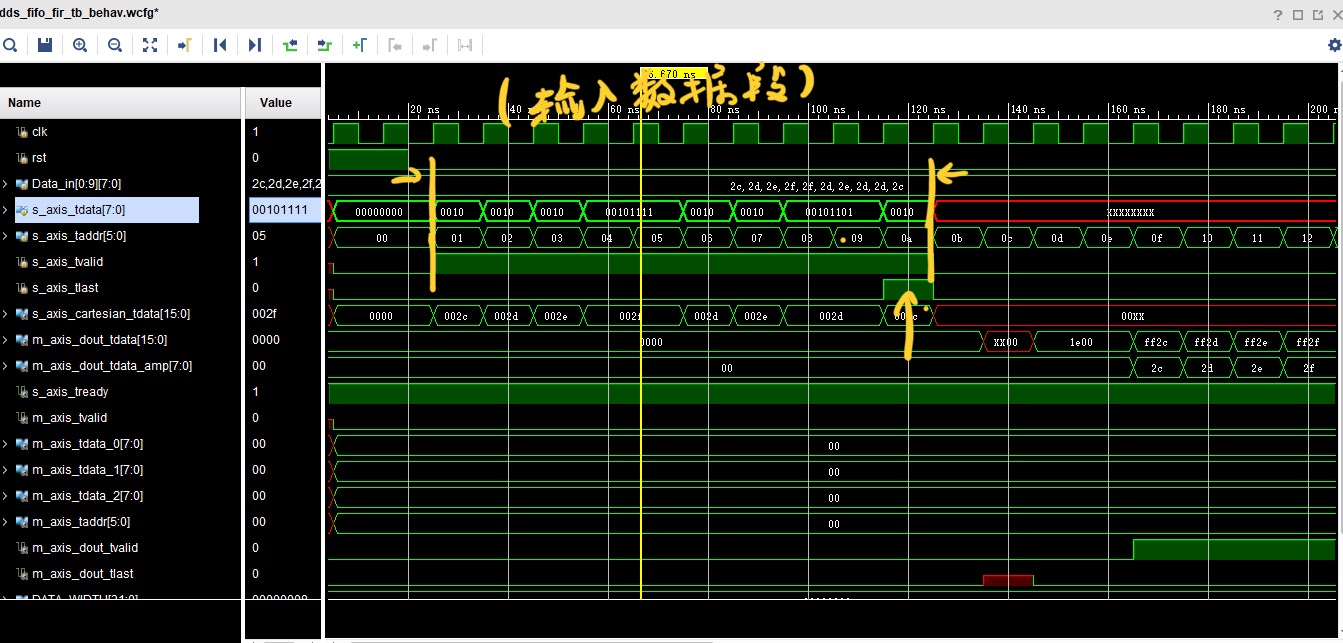 dds_fifo_fir_tb_behav.wcfg*
(输入数据段)
Name Value
20 ns 40 ns 60 ns 80 ns 100 ns 120 ns 140 ns 160 ns 180 ns 200 ns
clk 1
rst 0
Data_in[0:9][7:0] 2c,2d,2e,2f,2 2c,2d,2e,2f,2f,2d,2e,2d,2d,2c
s_axis_tdata[7:0] 00101111 00000000 0010 0010 0010 00101111 0010 0010 00101101 0010 XXXXXXXX
s_axis_taddr[5:0] 05 00 01 02 03 04 05 06 07 08 09 0a 0b 0c 0d 0e 0f 10 11 12
s_axis_tvalid 1
s_axis_tlast 0
s_axis_cartesian_tdata[15:0] 002f 0000 002c 002d 002e 002f 002d 002e 002d 002c 00XX
m_axis_dout_tdata[15:0] 0000 0000 XX00 1e00 ff2c ff2d ff2e ff2f
m_axis_dout_tdata_amp[7:0] 00 00 2c 2d 2e 2f
s_axis_tready 1
m_axis_tvalid 0
m_axis_tdata_0[7:0] 00 00
m_axis_tdata_1[7:0] 00 00
m_axis_tdata_2[7:0] 00 00
m_axis_taddr[5:0] 00 00
m_axis_dout_tvalid 0
m_axis_dout_tlast 0